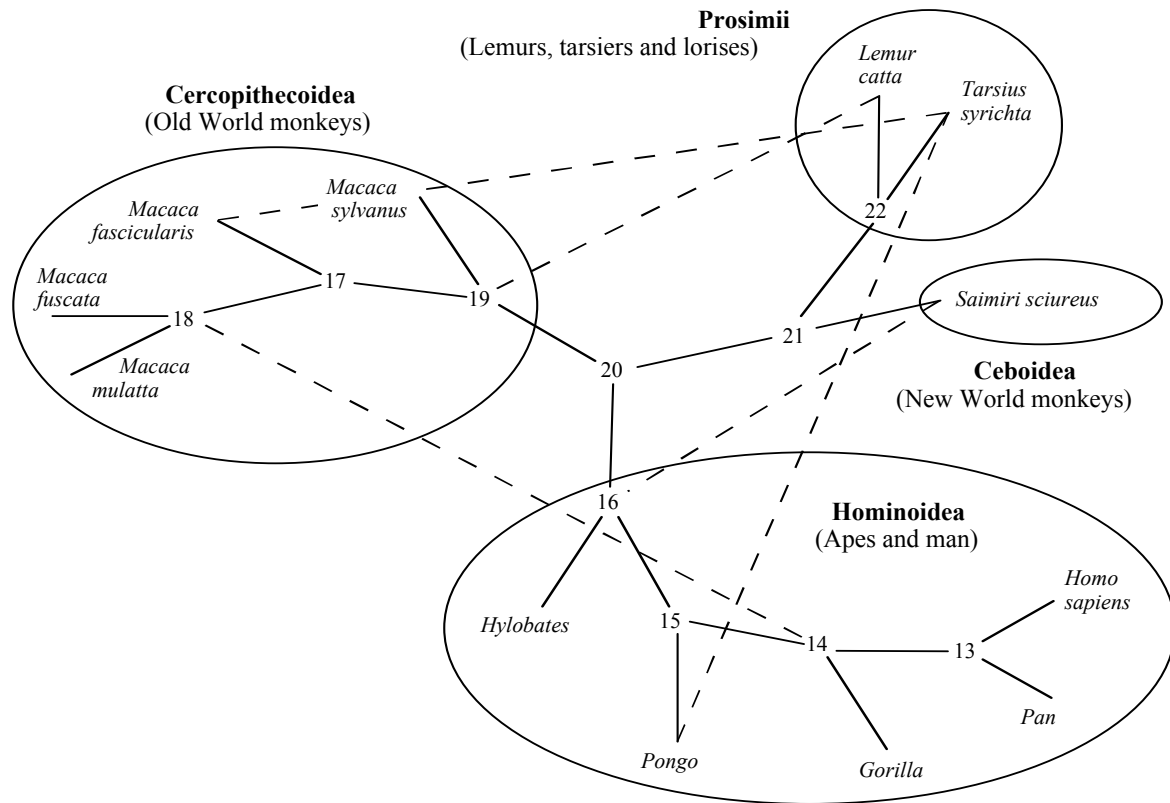 Prosimii
(Lemurs, tarsiers and lorises)
Lemur
catta
Tarsius
syrichta
Cercopithecoidea
(Old World monkeys)
Macaca
sylvanus
Macaca
fascicularis
22
17
Macaca
fuscata
19
Saimiri sciureus
18
21
Macaca
mulatta
20
Ceboidea
(New World monkeys)
16
Hominoidea
(Apes and man)
Homo
sapiens
Hylobates
15
14
13
Pan
Pongo
Gorilla